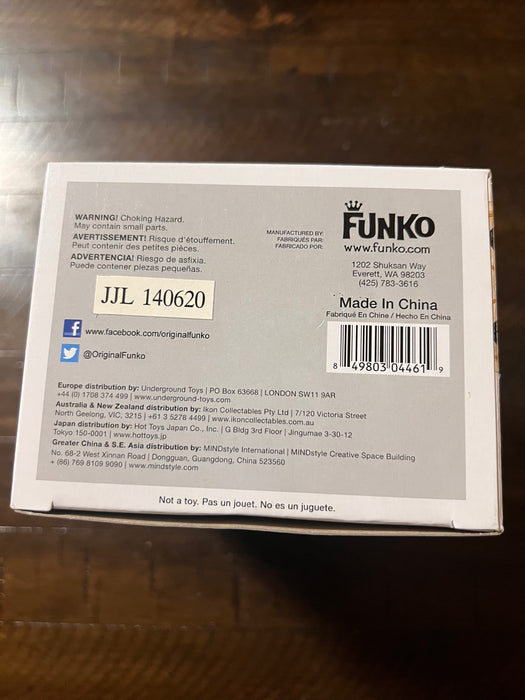 WARNING! Choking Hazard.
May contain small parts.
AVERTISSEMENT! Risque d'étouffement.
Peut contenir des petites pièces.
ADVERTENCIA! Riesgo de asfixia.
Puede contener piezas pequeñas.
JJL 140620
www.facebook.com/originalfunko
@OriginalFunko
MANUFACTURED BY:
FABRIQUÉS PAR:
FABRICADO POR:
FUNKO
www.funko.com
1202 Shuksan Way
Everett, WA 98203
(425) 783-3616
Made In China
Fabriqué En Chine / Hecho En China
8 49803 04461 9
Europe distribution by: Underground Toys | PO Box 63668 | LONDON SW11 9AR
+44 (0) 1708 374 499 | www.underground-toys.com
Australia & New Zealand distribution by: Ikon Collectables Pty Ltd | 7/120 Victoria Street
North Geelong, VIC, 3215 | +61 3 5278 4499 | www.ikoncollectables.com.au
Japan distribution by: Hot Toys Japan Co., Inc. | G Bldg 3rd Floor | Jingumae 3-30-12
Tokyo 150-0001 | www.hottoys.jp
Greater China & S.E. Asia distribution by: MINDstyle International | MINDstyle Creative Space Building
No. 68-2 West Xinnan Road | Dongguan, Guangdong, China 523560
+ (86) 769 8109 9090 | www.mindstyle.com
Not a toy. Pas un jouet. No es un juguete.